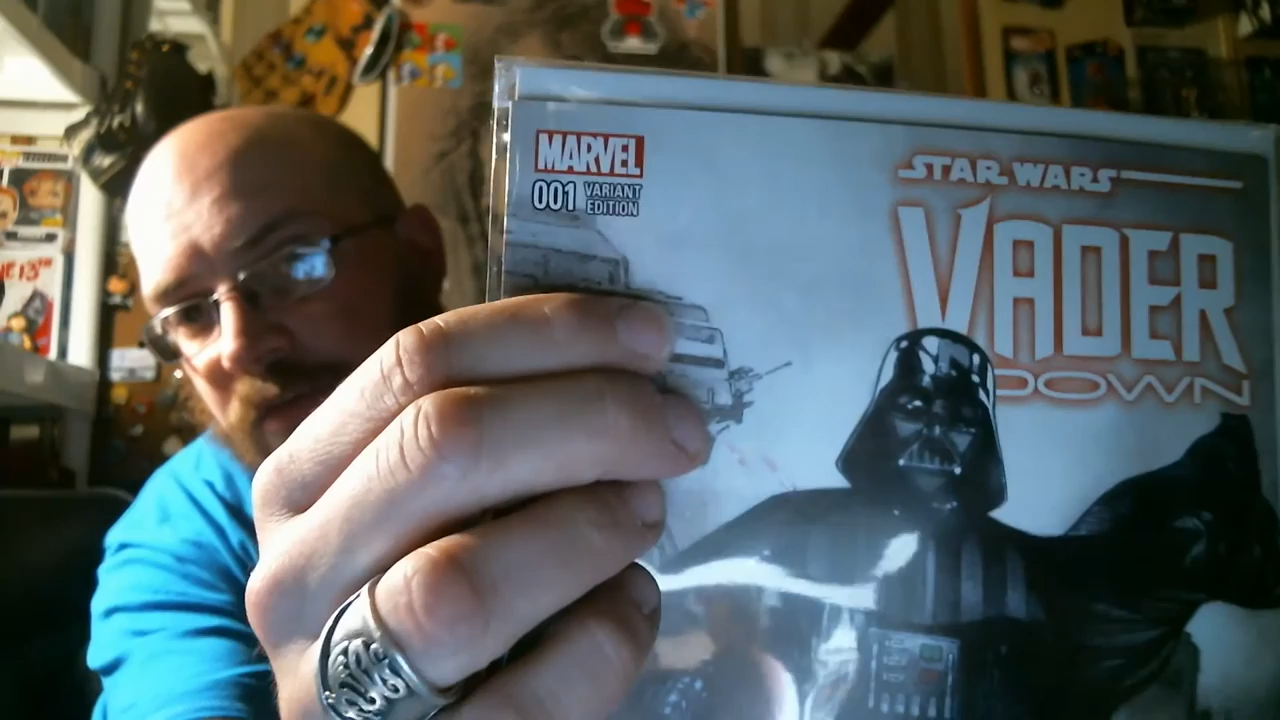 MARVEL
001 VARIANT
EDITION
STAR WARS
VADER
DOWN